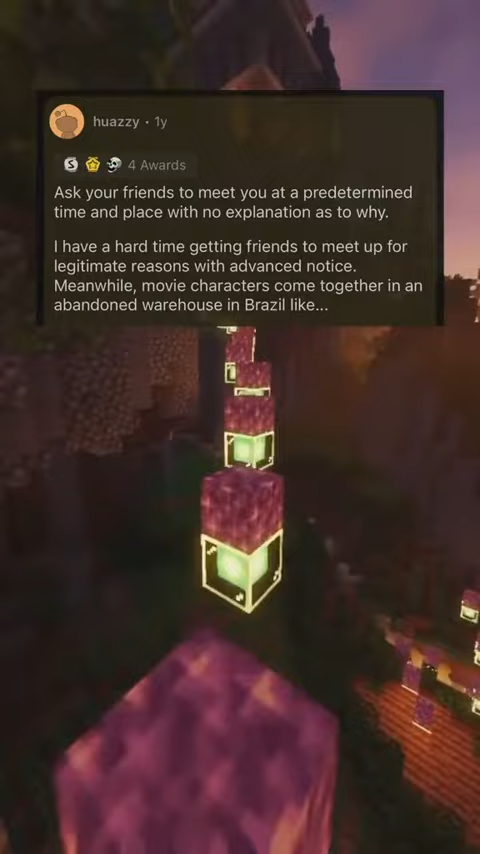 huazzy • 1y
4 Awards
Ask your friends to meet you at a predetermined
time and place with no explanation as to why.
I have a hard time getting friends to meet up for
legitimate reasons with advanced notice.
Meanwhile, movie characters come together in an
abandoned warehouse in Brazil like...